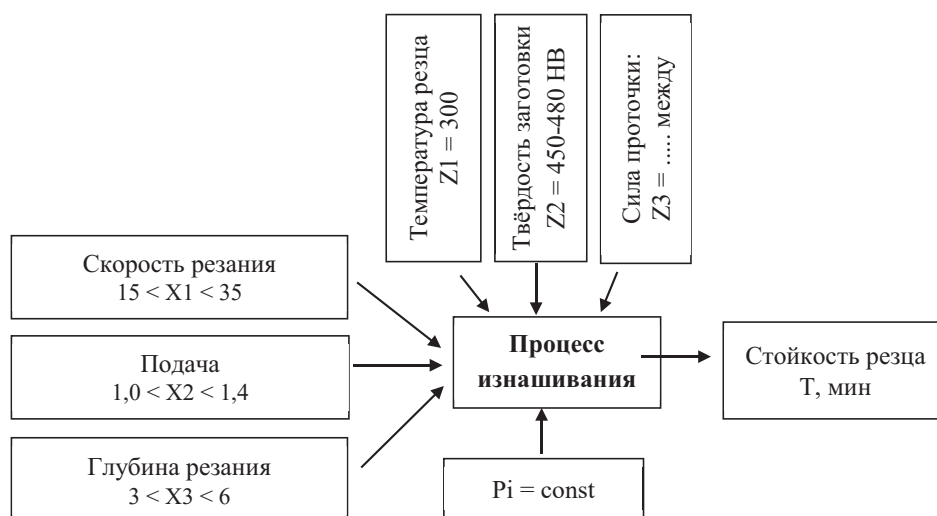 Температура резца
Z1 = 300
Твёрдость заготовки
Z2 = 450-480 НВ
Сила проточки:
Z3 = ..... между
Скорость резания
15 < X1 < 35
Подача
1,0 < X2 < 1,4
Глубина резания
3 < X3 < 6
Процесс
изнашивания
Стойкость резца
Т, мин
Pi = const